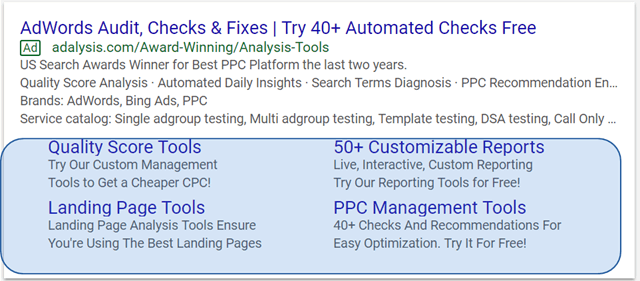 AdWords Audit, Checks & Fixes | Try 40+ Automated Checks Free
Ad adalysis.com/Award-Winning/Analysis-Tools
US Search Awards Winner for Best PPC Platform the last two years.
Quality Score Analysis · Automated Daily Insights · Search Terms Diagnosis · PPC Recommendation En...
Brands: AdWords, Bing Ads, PPC
Service catalog: Single adgroup testing, Multi adgroup testing, Template testing, DSA testing, Call Only ...
Quality Score Tools
Try Our Custom Management
Tools to Get a Cheaper CPC!
50+ Customizable Reports
Live, Interactive, Custom Reporting
Try Our Reporting Tools for Free!
Landing Page Tools
Landing Page Analysis Tools Ensure
You're Using The Best Landing Pages
PPC Management Tools
40+ Checks And Recommendations For
Easy Optimization. Try It For Free!